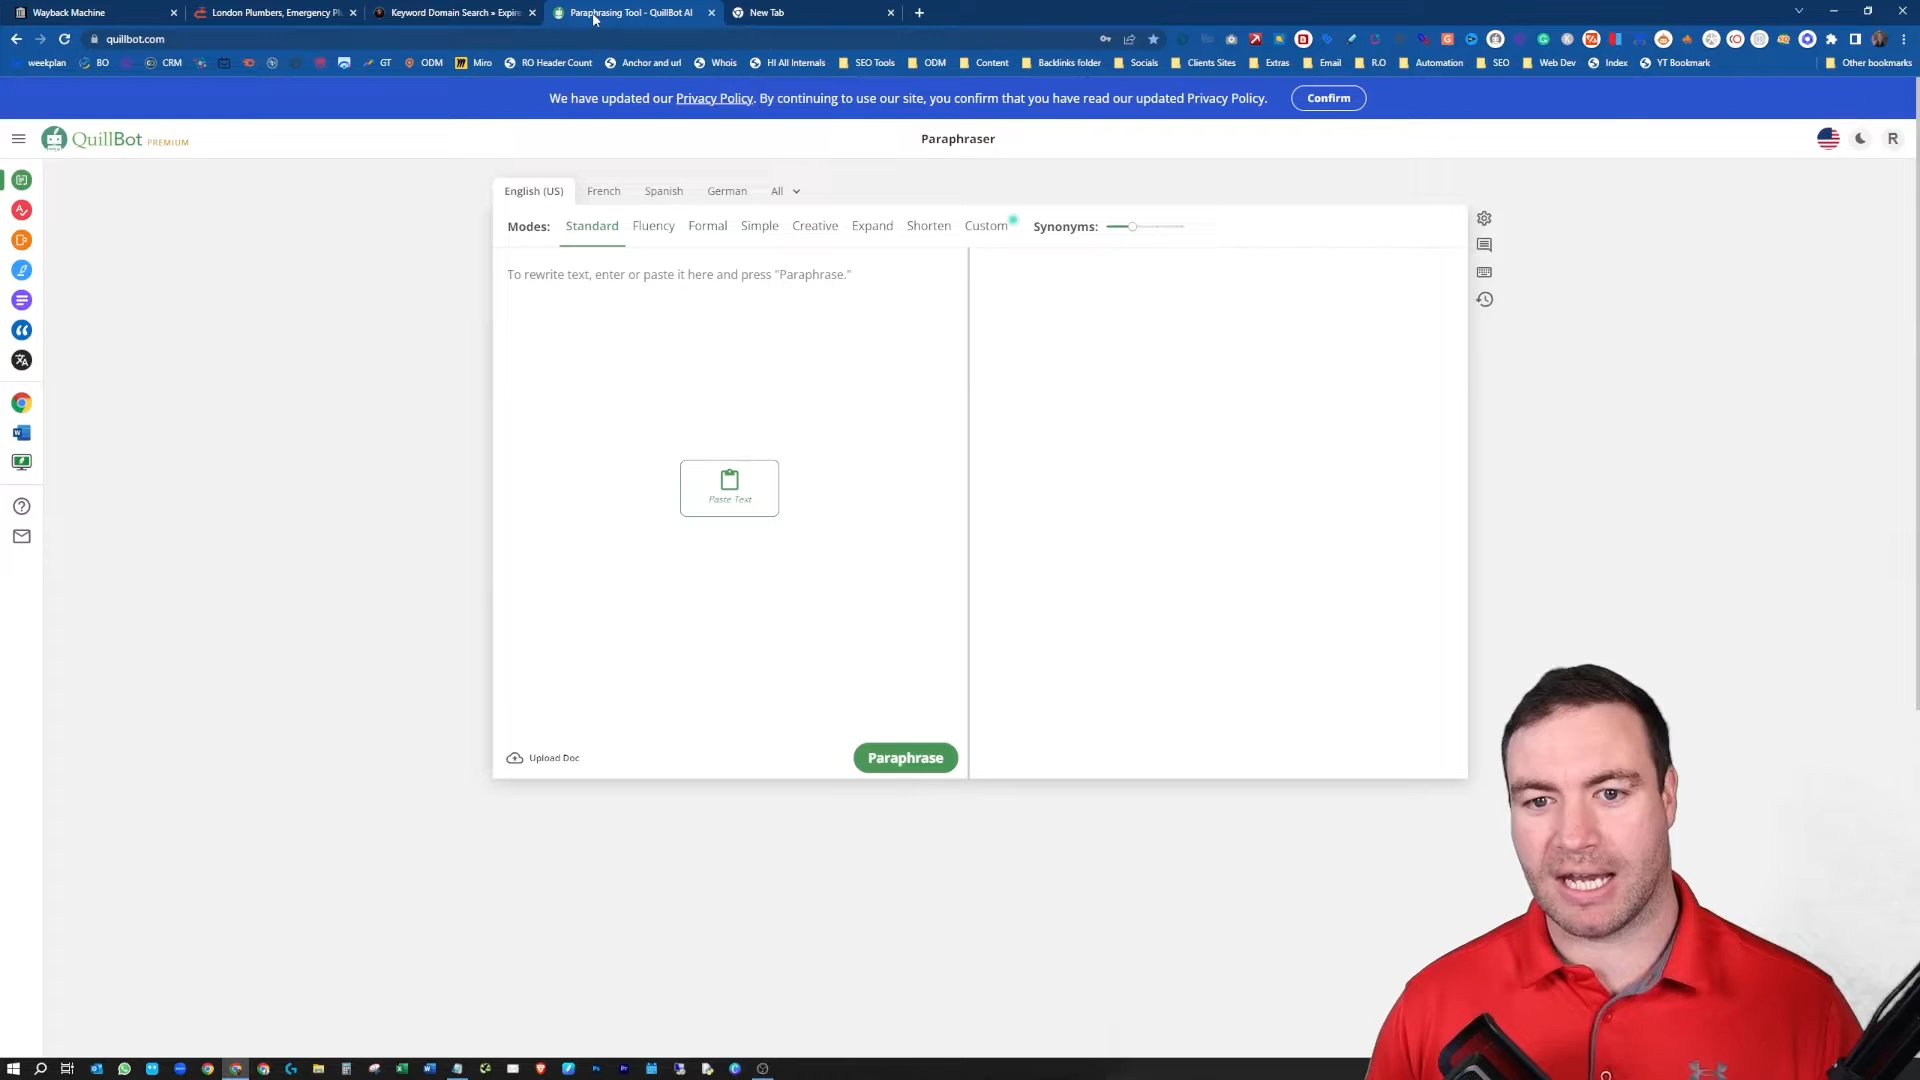 Wayback Machine
London Plumbers, Emergency Pl
Keyword Domain Search » Expire
Paraphrasing Tool - QuillBot AI
New Tab
quillbot.com
weekplan
BO
CRM
GT
ODM
Miro
RO Header Count
Anchor and url
Whois
HI All Internals
SEO Tools
ODM
Content
Backlinks folder
Socials
Clients Sites
Extras
Email
R.O
Automation
SEO
Web Dev
Index
YT Bookmark
Other bookmarks
We have updated our Privacy Policy. By continuing to use our site, you confirm that you have read our updated Privacy Policy.
Confirm
QuillBot PREMIUM
Paraphraser
R
English (US)
French
Spanish
German
All
Modes:
Standard
Fluency
Formal
Simple
Creative
Expand
Shorten
Custom
Synonyms:
To rewrite text, enter or paste it here and press "Paraphrase."
Paste Text
Upload Doc
Paraphrase